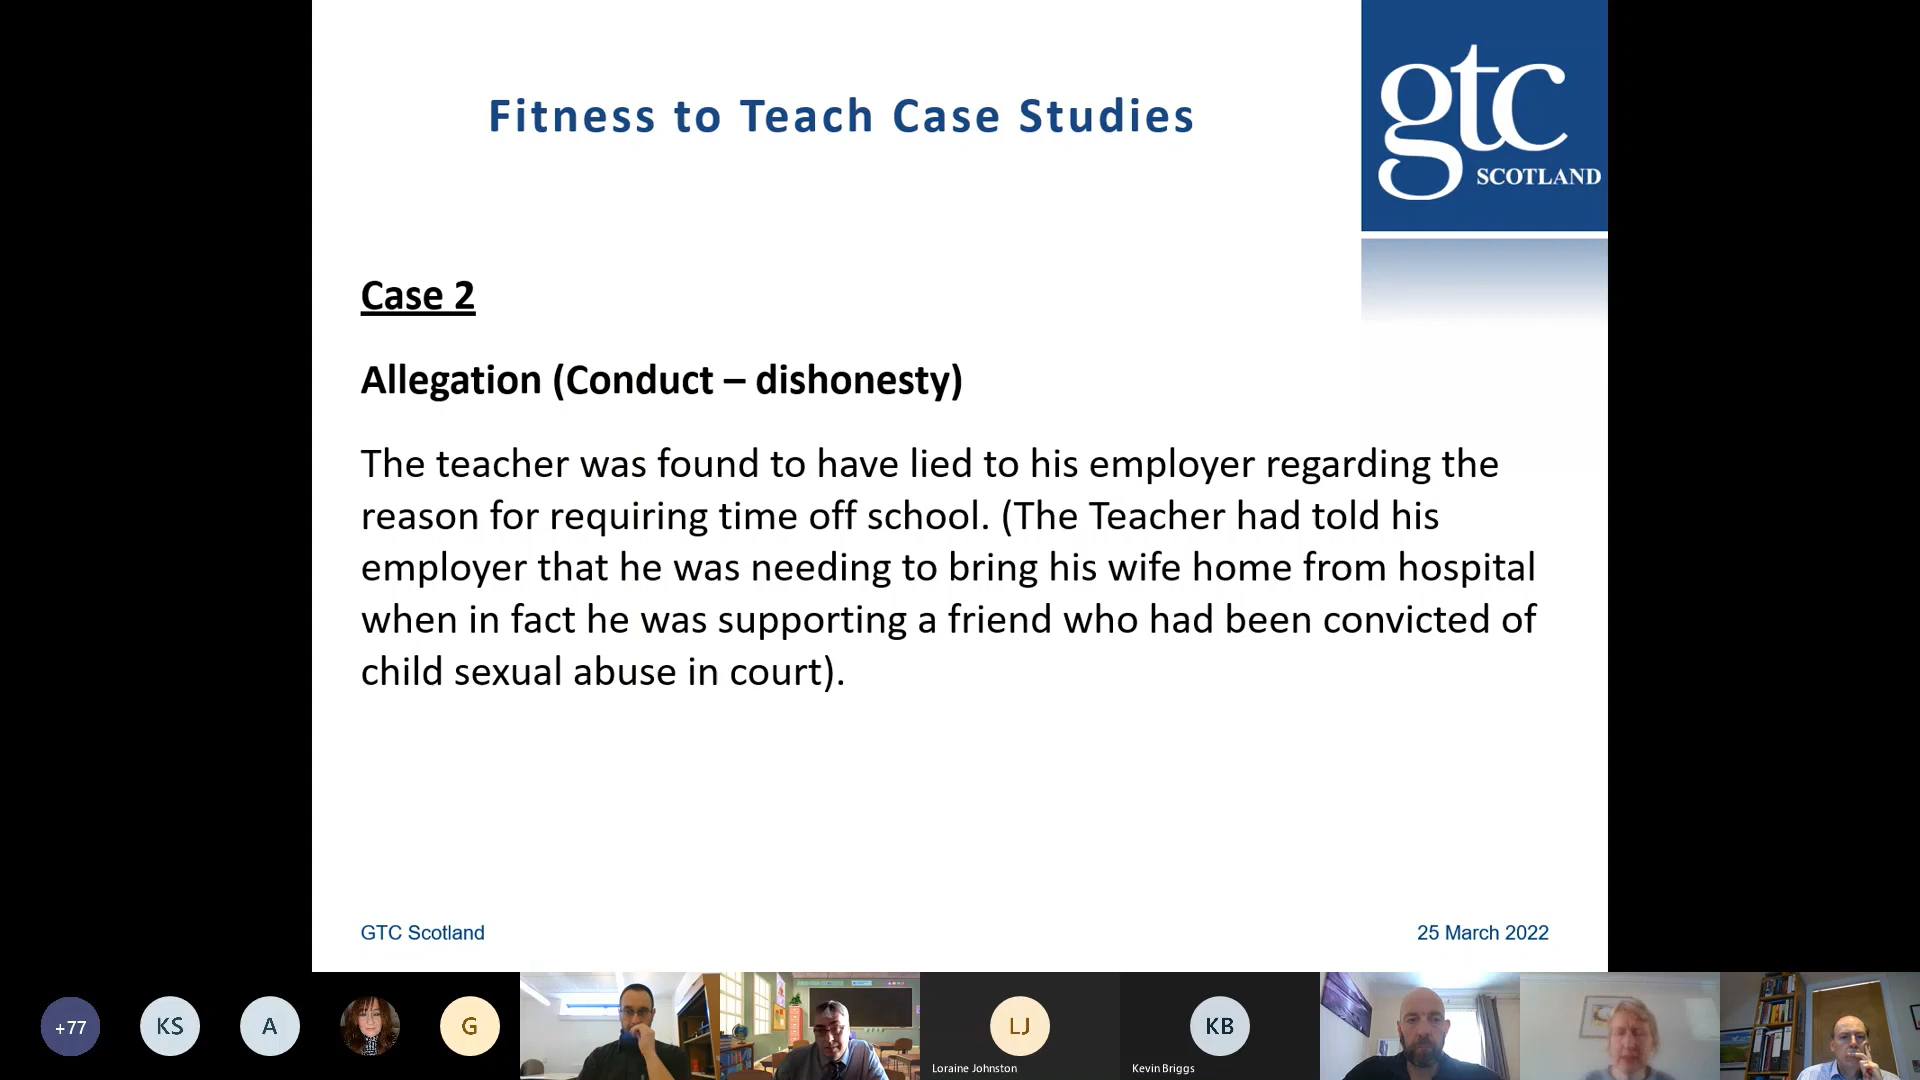 Fitness to Teach Case Studies
gtc
SCOTLAND
Case 2
Allegation (Conduct – dishonesty)
The teacher was found to have lied to his employer regarding the
reason for requiring time off school. (The Teacher had told his
employer that he was needing to bring his wife home from hospital
when in fact he was supporting a friend who had been convicted of
child sexual abuse in court).
GTC Scotland
25 March 2022
+77
KS
A
G
LJ
Loraine Johnston
KB
Kevin Briggs